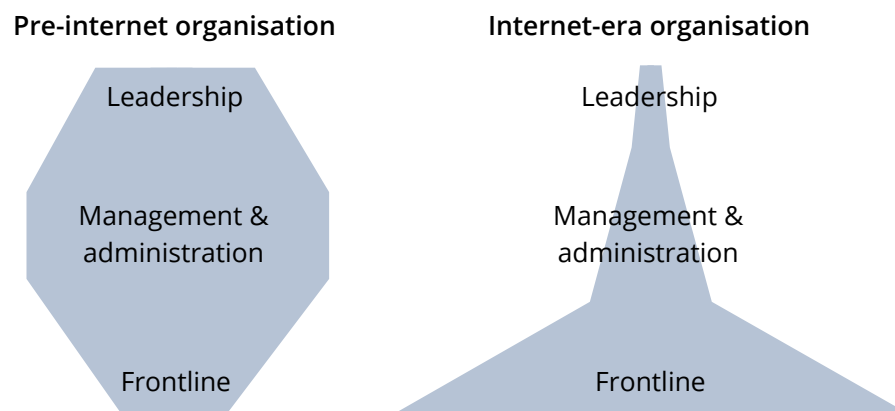 Pre-internet organisation
Leadership
Management &
administration
Frontline
Internet-era organisation
Leadership
Management &
administration
Frontline